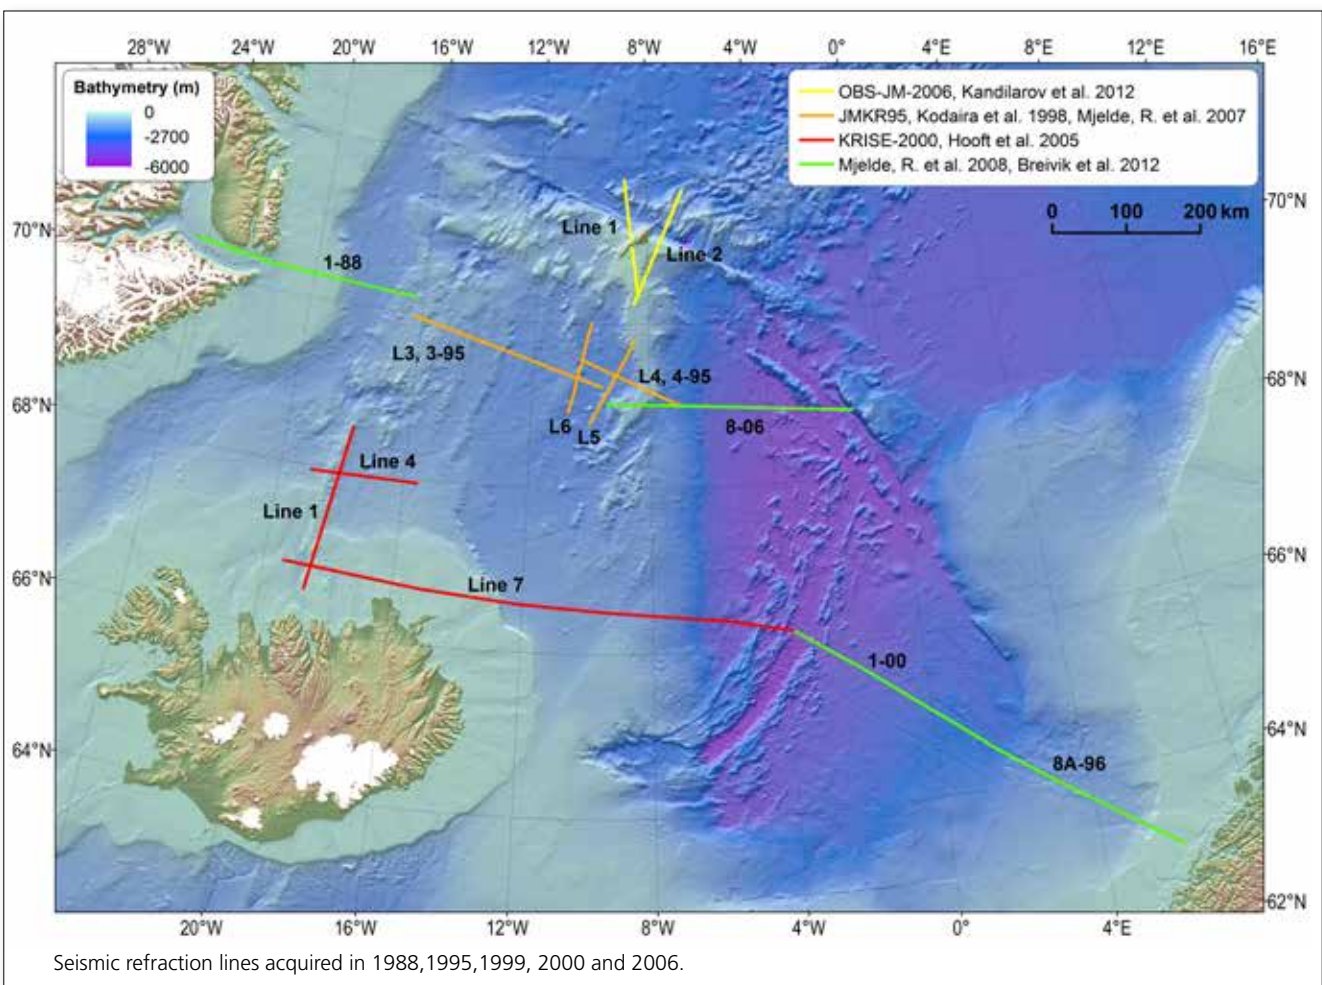 28°W 24°W 20°W 16°W 12°W 8°W 4°W 0° 4°E 8°E 12°E 16°E
Bathymetry (m)
0
-2700
-6000
OBS-JM-2006, Kandilarov et al. 2012
JMKR95, Kodaira et al. 1998, Mjelde, R. et al. 2007
KRISE-2000, Hooft et al. 2005
Mjelde, R. et al. 2008, Breivik et al. 2012
0 100 200 km
70°N
70°N
Line 1
Line 2
1-88
L3, 3-95
L4, 4-95
68°N
68°N
L6
L5
8-06
Line 4
Line 1
66°N
66°N
Line 7
1-00
64°N
64°N
8A-96
62°N
20°W 16°W 12°W 8°W 4°W 0° 4°E
Seismic refraction lines acquired in 1988,1995,1999, 2000 and 2006.